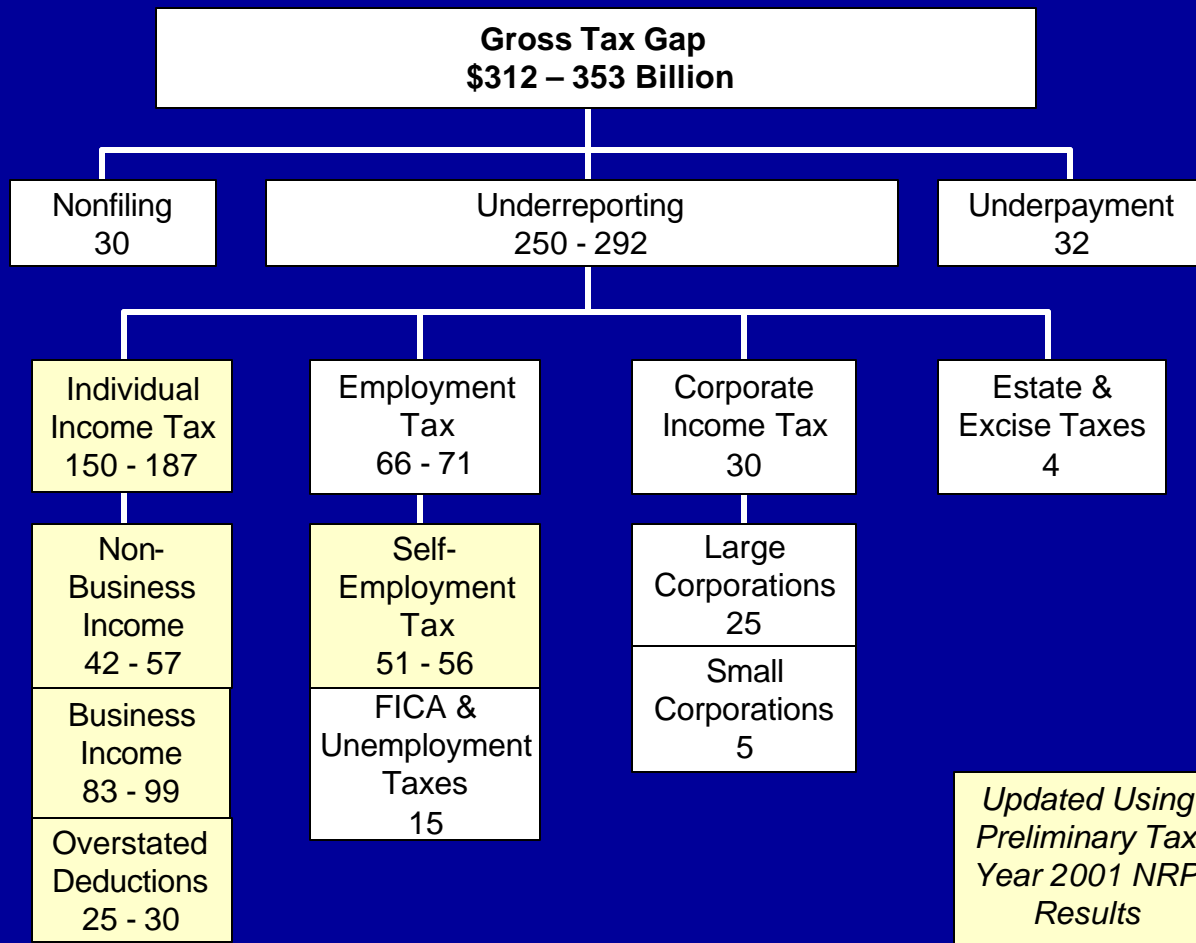 Gross Tax Gap
$312 – 353 Billion
Nonfiling
30
Underreporting
250 - 292
Underpayment
32
Individual
Income Tax
150 - 187
Employment
Tax
66 - 71
Corporate
Income Tax
30
Estate &
Excise Taxes
4
Non-
Business
Income
42 - 57
Business
Income
83 - 99
Overstated
Deductions
25 - 30
Self-
Employment
Tax
51 - 56
FICA &
Unemployment
Taxes
15
Large
Corporations
25
Small
Corporations
5
Updated Using
Preliminary Tax
Year 2001 NRP
Results